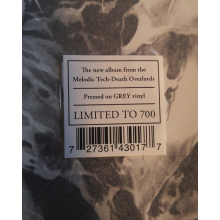 The new album from the
Melodic Tech-Death Overlords
Pressed on GREY vinyl
LIMITED TO 700
7 27361 43017 7